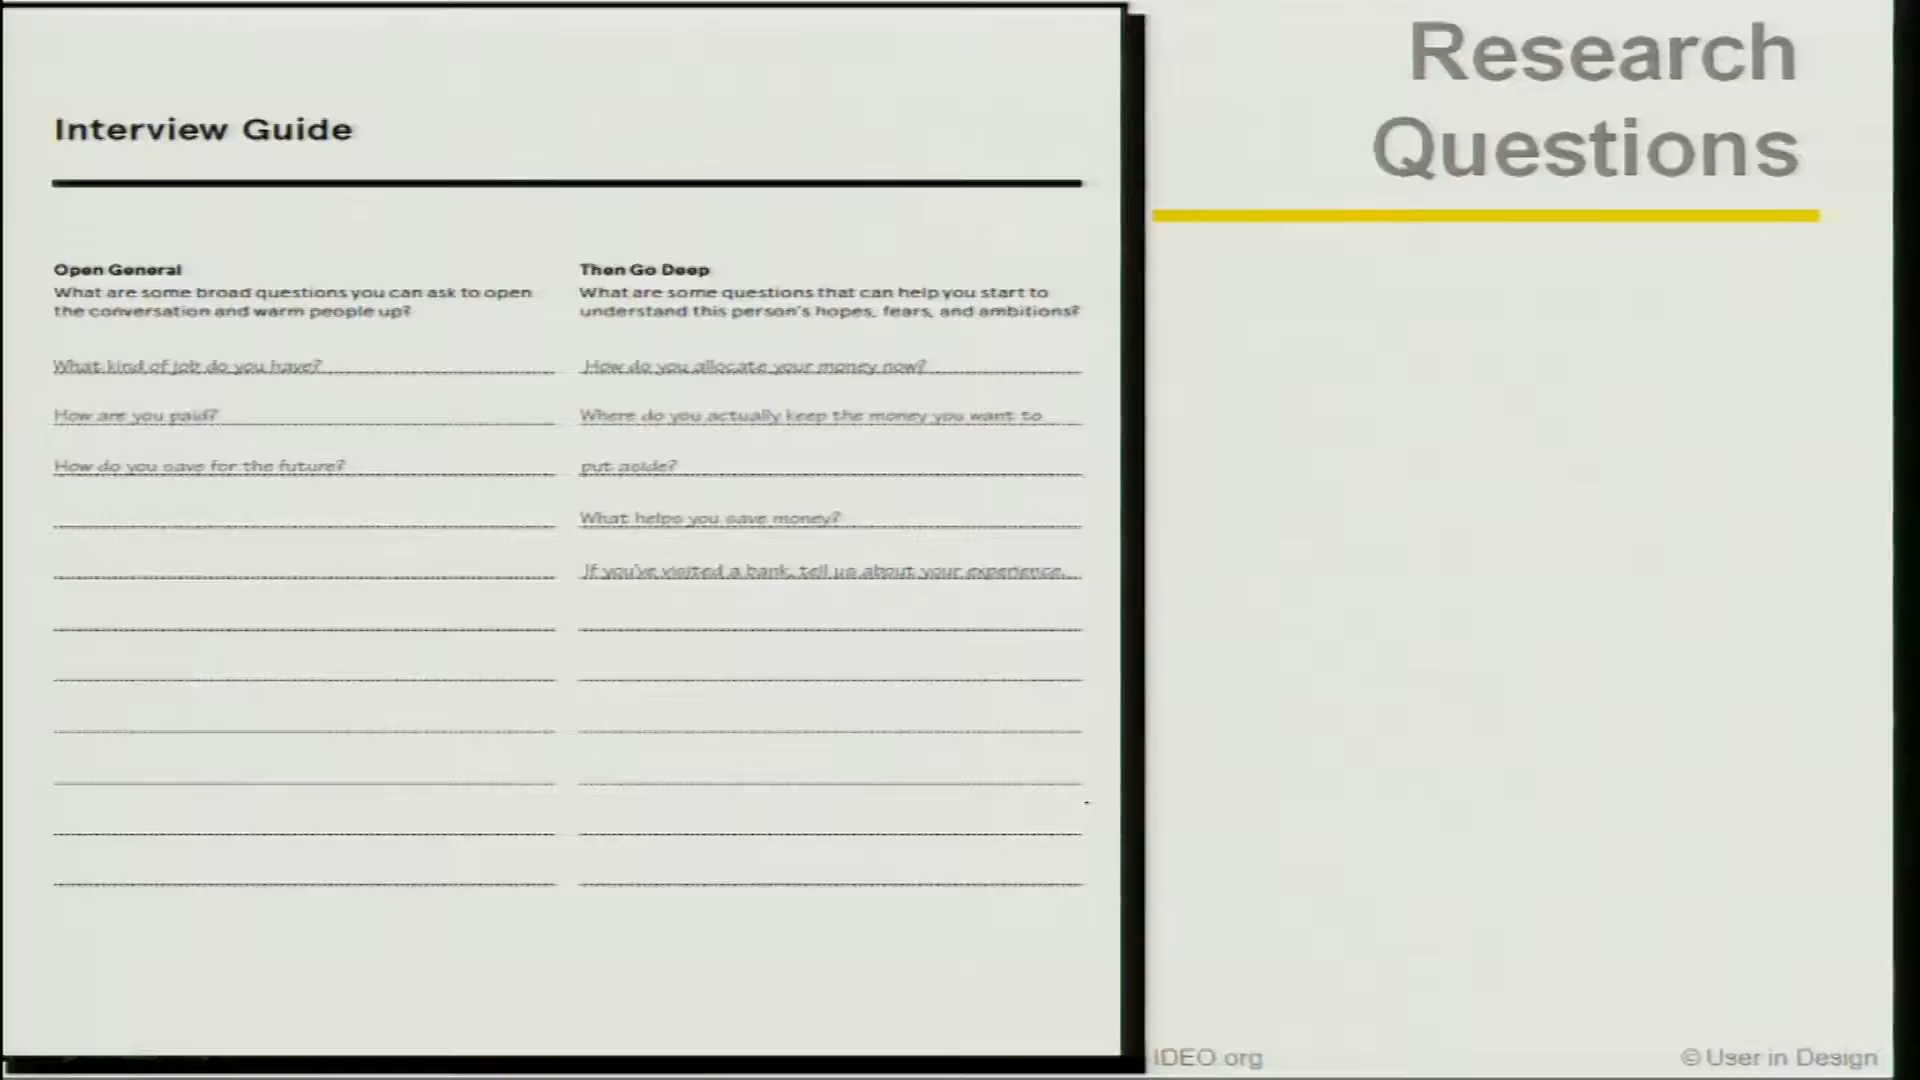 Research
Questions
Interview Guide
Open General
What are some broad questions you can ask to open
the conversation and warm people up?
What kind of job do you have?
How are you paid?
How do you save for the future?
Then Go Deep
What are some questions that can help you start to
understand this person's hopes, fears, and ambitions?
How do you allocate your money now?
Where do you actually keep the money you want to
put aside?
What helps you save money?
If you've visited a bank, tell us about your experience.
IDEO.org
© User in Design